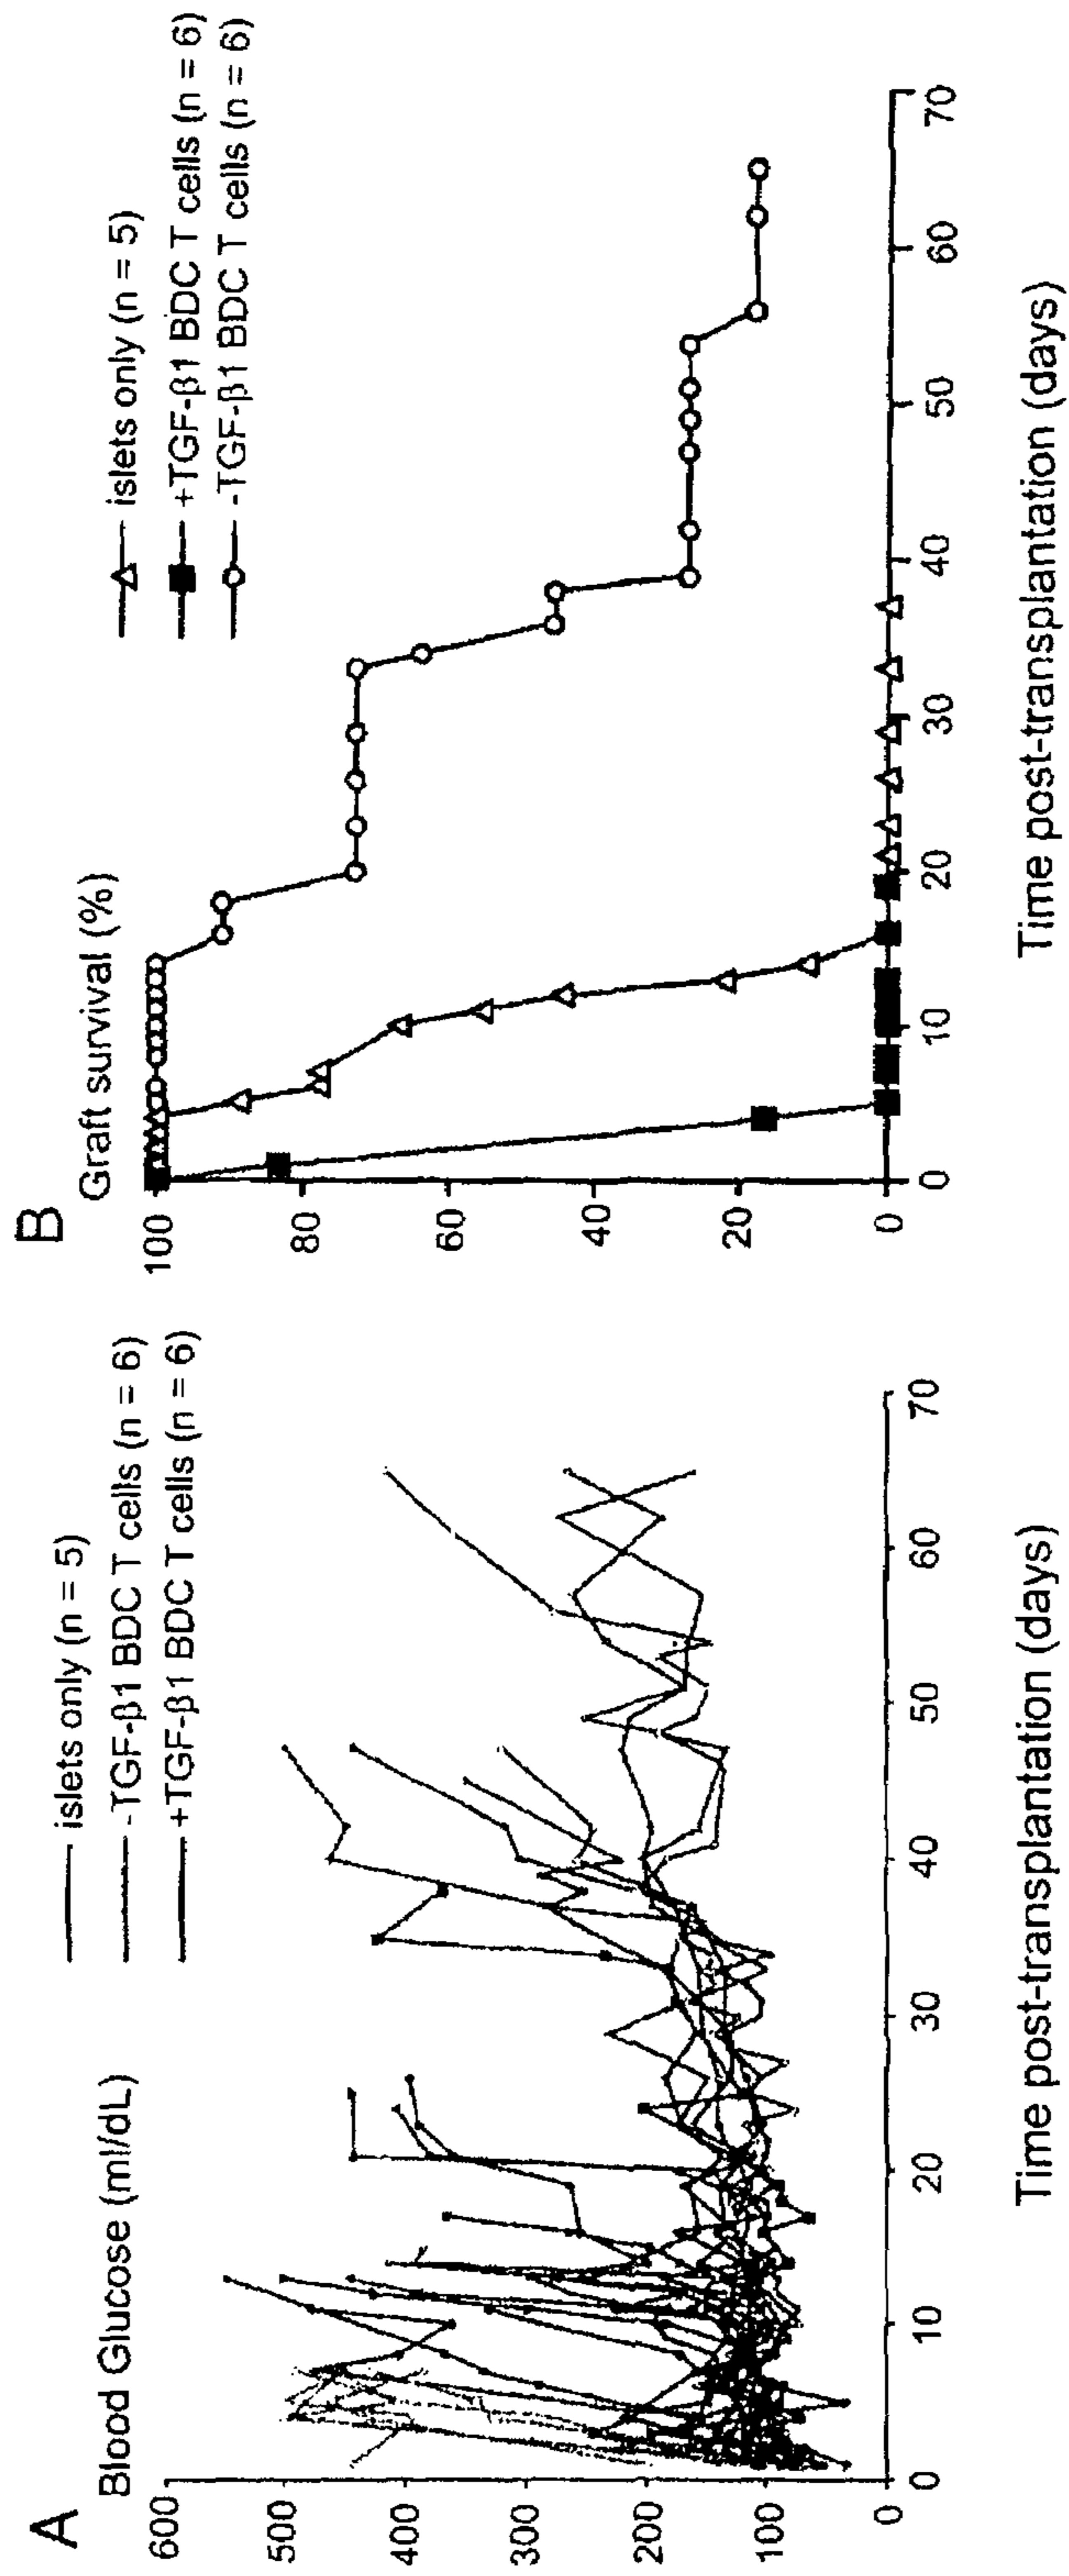 A
Blood Glucose (ml/dL)
islets only (n = 5)
-TGF-β1 BDC T cells (n = 6)
+TGF-β1 BDC T cells (n = 6)
600
500
400
300
200
100
0
0 10 20 30 40 50 60 70
Time post-transplantation (days)
B
Graft survival (%)
islets only (n = 5)
+TGF-β1 BDC T cells (n = 6)
-TGF-β1 BDC T cells (n = 6)
100
80
60
40
20
0
0 10 20 30 40 50 60 70
Time post-transplantation (days)